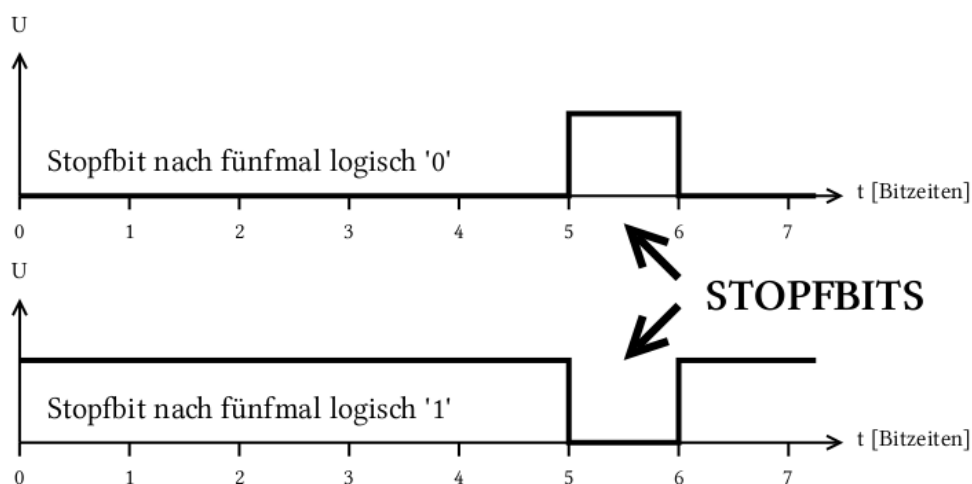 U
Stopfbit nach fünfmal logisch '0'
t [Bitzeiten]
0 1 2 3 4 5 6 7
U
STOPFBITS
Stopfbit nach fünfmal logisch '1'
t [Bitzeiten]
0 1 2 3 4 5 6 7